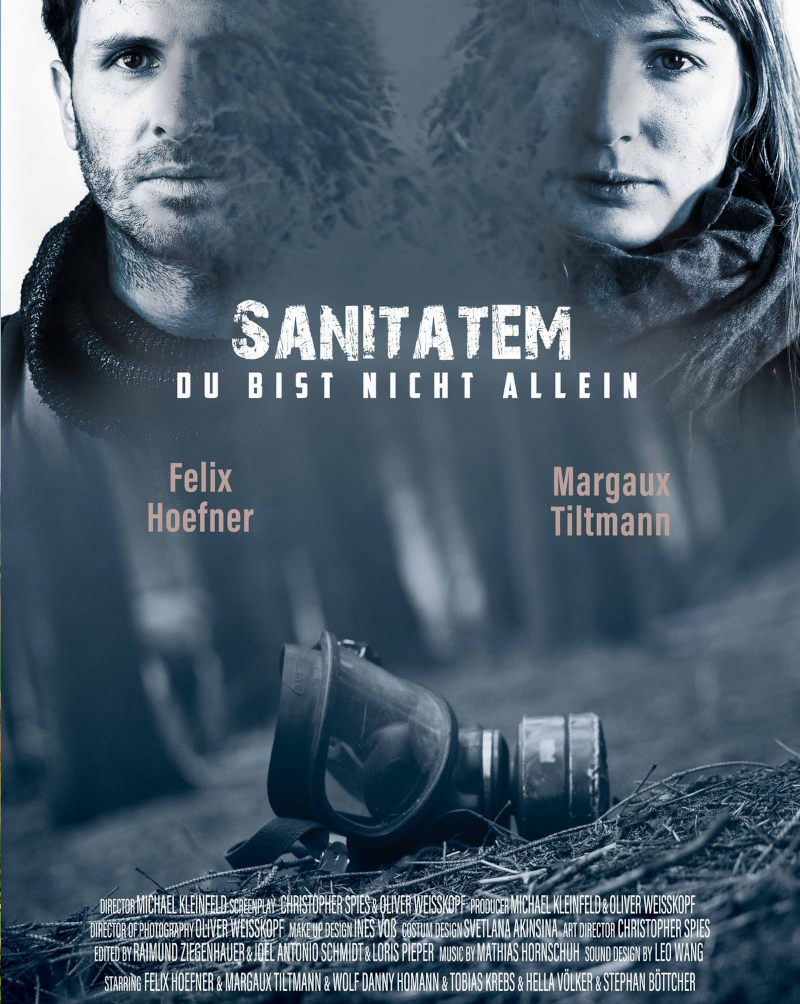 SANITATEM
DU BIST NICHT ALLEIN
Felix
Hoefner
Margaux
Tiltmann
DIRECTOR MICHAEL KLEINFELD SCREENPLAY CHRISTOPHER SPIES & OLIVER WEISSKOPF PRODUCER MICHAEL KLEINFELD & OLIVER WEISSKOPF
DIRECTOR OF PHOTOGRAPHY OLIVER WEISSKOPF MAKE UP DESIGN INES VOß COSTUM DESIGN SVETLANA AKINSINA ART DIRECTOR CHRISTOPHER SPIES
EDITED BY RAIMUND ZIEGENHAUER & JOEL ANTONIO SCHMIDT & LORIS PIEPER MUSIC BY MATHIAS HORNSCHUH SOUND DESIGN BY LEO WANG
STARRING FELIX HOEFNER & MARGAUX TILTMANN & WOLF DANNY HOMANN & TOBIAS KREBS & HELLA VÖLKER & STEPHAN BÖTTCHER